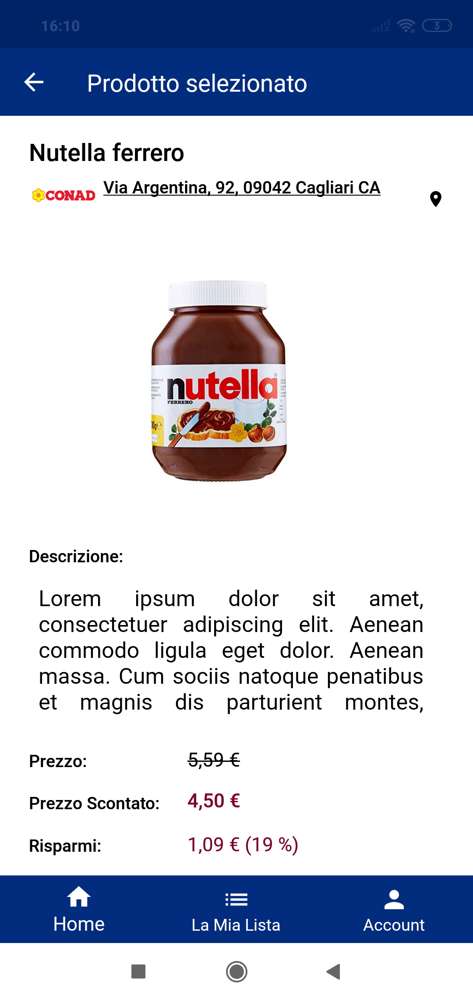 16:10
3
Prodotto selezionato
Nutella ferrero
CONAD
Via Argentina, 92, 09042 Cagliari CA
nutella
FERRERO
Descrizione:
Lorem ipsum dolor sit amet,
consectetuer adipiscing elit. Aenean
commodo ligula eget dolor. Aenean
massa. Cum sociis natoque penatibus
et magnis dis parturient montes,
Prezzo: 5,59 €
Prezzo Scontato: 4,50 €
Risparmi: 1,09 € (19 %)
Home La Mia Lista Account